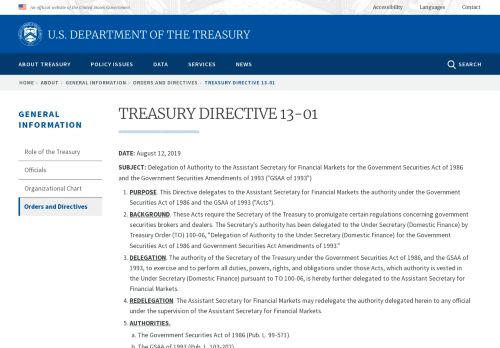 An official website of the United States Government
Accessibility
Languages
Contact
U.S. DEPARTMENT OF THE TREASURY
ABOUT TREASURY
POLICY ISSUES
DATA
SERVICES
NEWS
SEARCH
HOME › ABOUT › GENERAL INFORMATION › ORDERS AND DIRECTIVES › TREASURY DIRECTIVE 13-01
GENERAL
INFORMATION
Role of the Treasury
Officials
Organizational Chart
Orders and Directives
TREASURY DIRECTIVE 13-01
DATE: August 12, 2019
SUBJECT: Delegation of Authority to the Assistant Secretary for Financial Markets for the Government Securities Act of 1986
and the Government Securities Amendments of 1993 ("GSAA of 1993")
1. PURPOSE. This Directive delegates to the Assistant Secretary for Financial Markets the authority under the Government
Securities Act of 1986 and the GSAA of 1993 ("Acts").
2. BACKGROUND. These Acts require the Secretary of the Treasury to promulgate certain regulations concerning government
securities brokers and dealers. The Secretary's authority has been delegated to the Under Secretary (Domestic Finance) by
Treasury Order (TO) 100-06, "Delegation of Authority to the Under Secretary (Domestic Finance) for the Government
Securities Act of 1986 and Government Securities Act Amendments of 1993."
3. DELEGATION. The authority of the Secretary of the Treasury under the Government Securities Act of 1986, and the GSAA of
1993, to exercise and to perform all duties, powers, rights, and obligations under those Acts, which authority is vested in
the Under Secretary (Domestic Finance) pursuant to TO 100-06, is hereby further delegated to the Assistant Secretary for
Financial Markets.
4. REDELEGATION. The Assistant Secretary for Financial Markets may redelegate the authority delegated herein to any official
under the supervision of the Assistant Secretary for Financial Markets.
5. AUTHORITIES.
a. The Government Securities Act of 1986 (Pub. L. 99-571).
b. The GSAA of 1993 (Pub. L. 103-202).